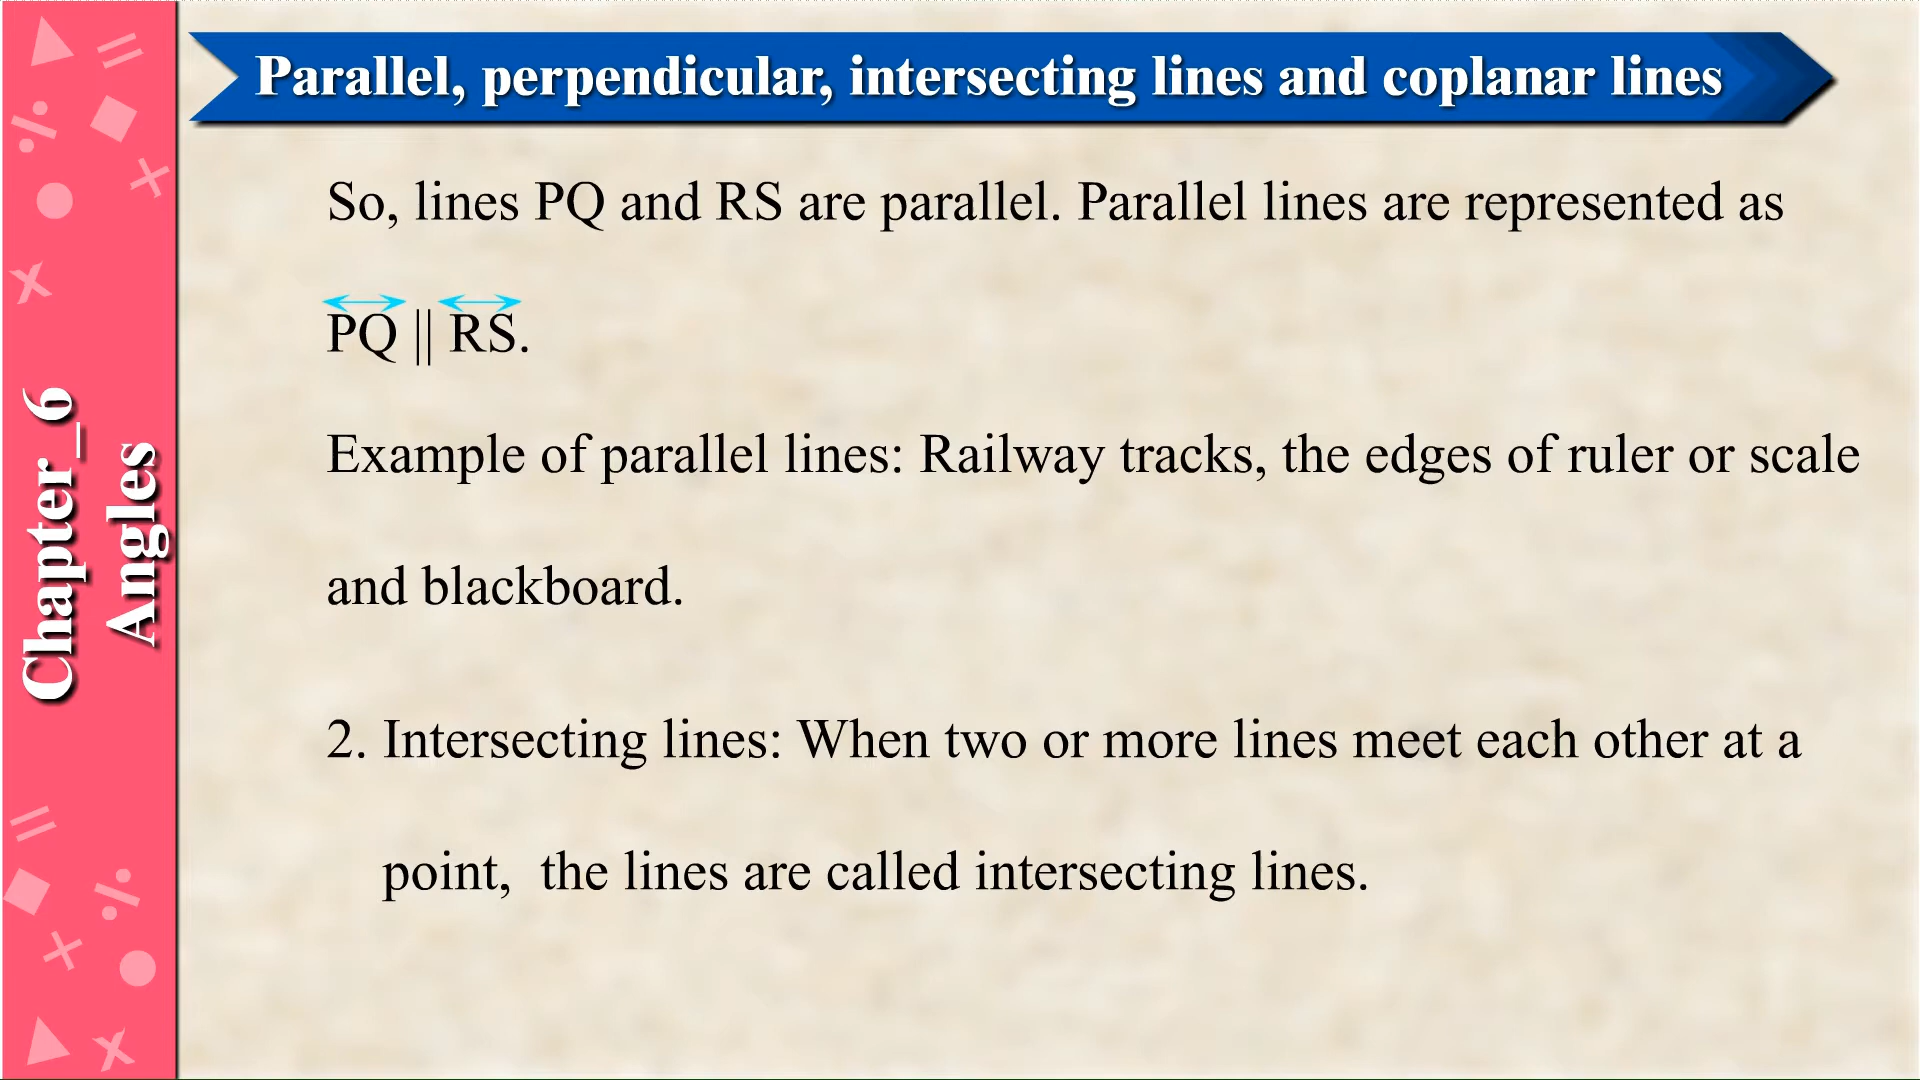 Parallel, perpendicular, intersecting lines and coplanar lines
Chapter_6
Angles
So, lines PQ and RS are parallel. Parallel lines are represented as
PQ || RS.
Example of parallel lines: Railway tracks, the edges of ruler or scale
and blackboard.
2. Intersecting lines: When two or more lines meet each other at a
point, the lines are called intersecting lines.